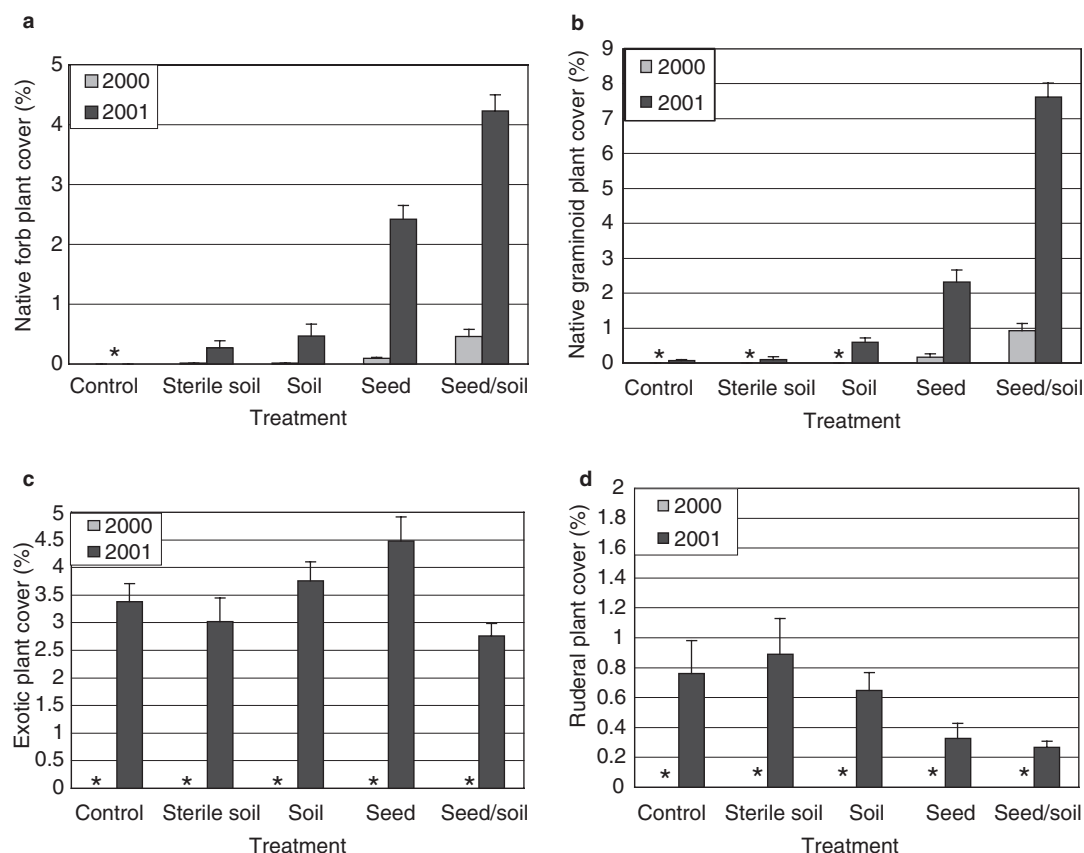 a
Native forb plant cover (%)
5
4
3
2
1
0
2000
2001
*
Control Sterile soil Soil Seed Seed/soil
Treatment
b
Native graminoid plant cover (%)
9
8
7
6
5
4
3
2
1
0
2000
2001
* * *
Control Sterile soil Soil Seed Seed/soil
Treatment
c
Exotic plant cover (%)
5
4.5
4
3.5
3
2.5
2
1.5
1
0.5
0
2000
2001
* * * * *
Control Sterile soil Soil Seed Seed/soil
Treatment
d
Ruderal plant cover (%)
2
1.8
1.6
1.4
1.2
1
0.8
0.6
0.4
0.2
0
2000
2001
* * * * *
Control Sterile soil Soil Seed Seed/soil
Treatment